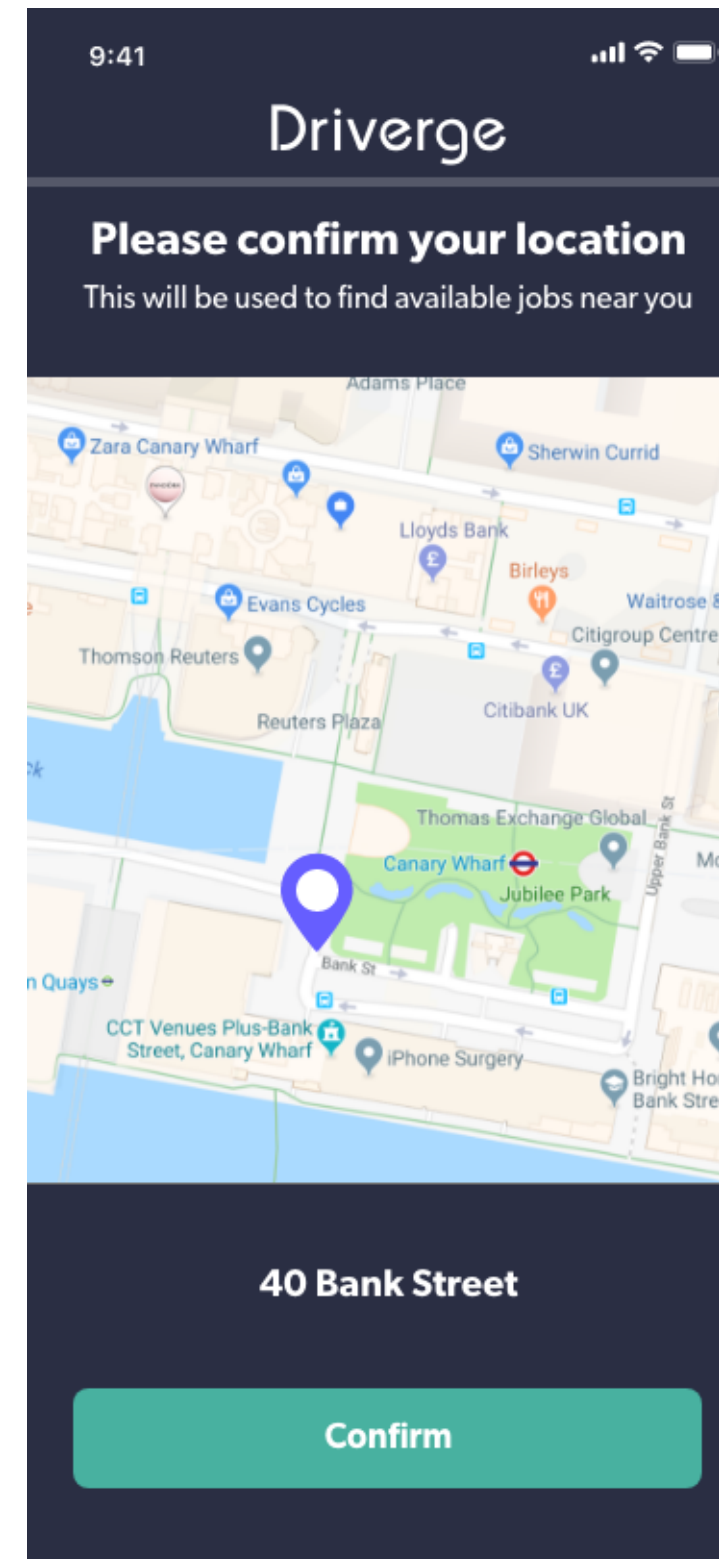 9:41
Driverge
Please confirm your location
This will be used to find available jobs near you
Adams Place
Zara Canary Wharf
Sherwin Currid
Lloyds Bank
Birleys
Evans Cycles
Waitrose &
Citigroup Centre
Thomson Reuters
Citibank UK
Reuters Plaza
Thomas Exchange Global
Upper Bank St
Canary Wharf
Jubilee Park
Bank St
n Quays
CCT Venues Plus-Bank
Street, Canary Wharf
iPhone Surgery
Bright Ho
Bank Stre
40 Bank Street
Confirm